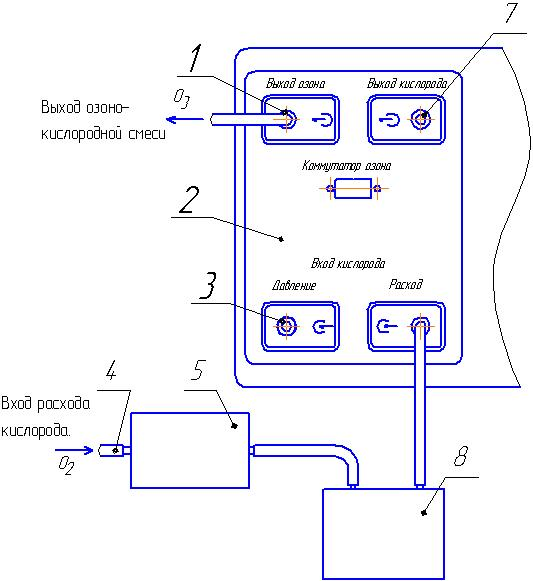 1
7
Выход озона
Выход кислорода
Выход озоно-
кислородной смеси
O3
Коммутатор озона
2
Вход кислорода
3
Давление
Расход
4
5
Вход расхода
кислорода.
O2
8